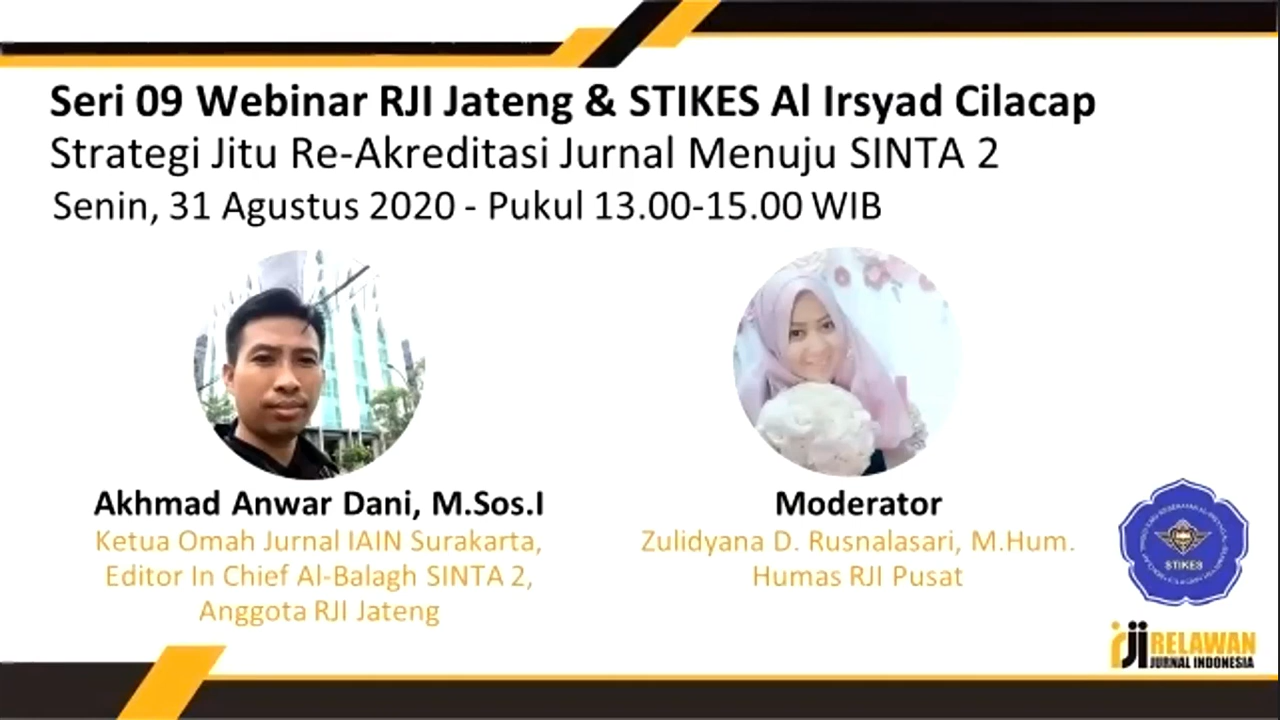 Seri 09 Webinar RJI Jateng & STIKES Al Irsyad Cilacap
Strategi Jitu Re-Akreditasi Jurnal Menuju SINTA 2
Senin, 31 Agustus 2020 - Pukul 13.00-15.00 WIB
Akhmad Anwar Dani, M.Sos.I
Ketua Omah Jurnal IAIN Surakarta,
Editor In Chief Al-Balagh SINTA 2,
Anggota RJI Jateng
Moderator
Zulidyana D. Rusnalasari, M.Hum.
Humas RJI Pusat
STIKES
rji RELAWAN
JURNAL INDONESIA